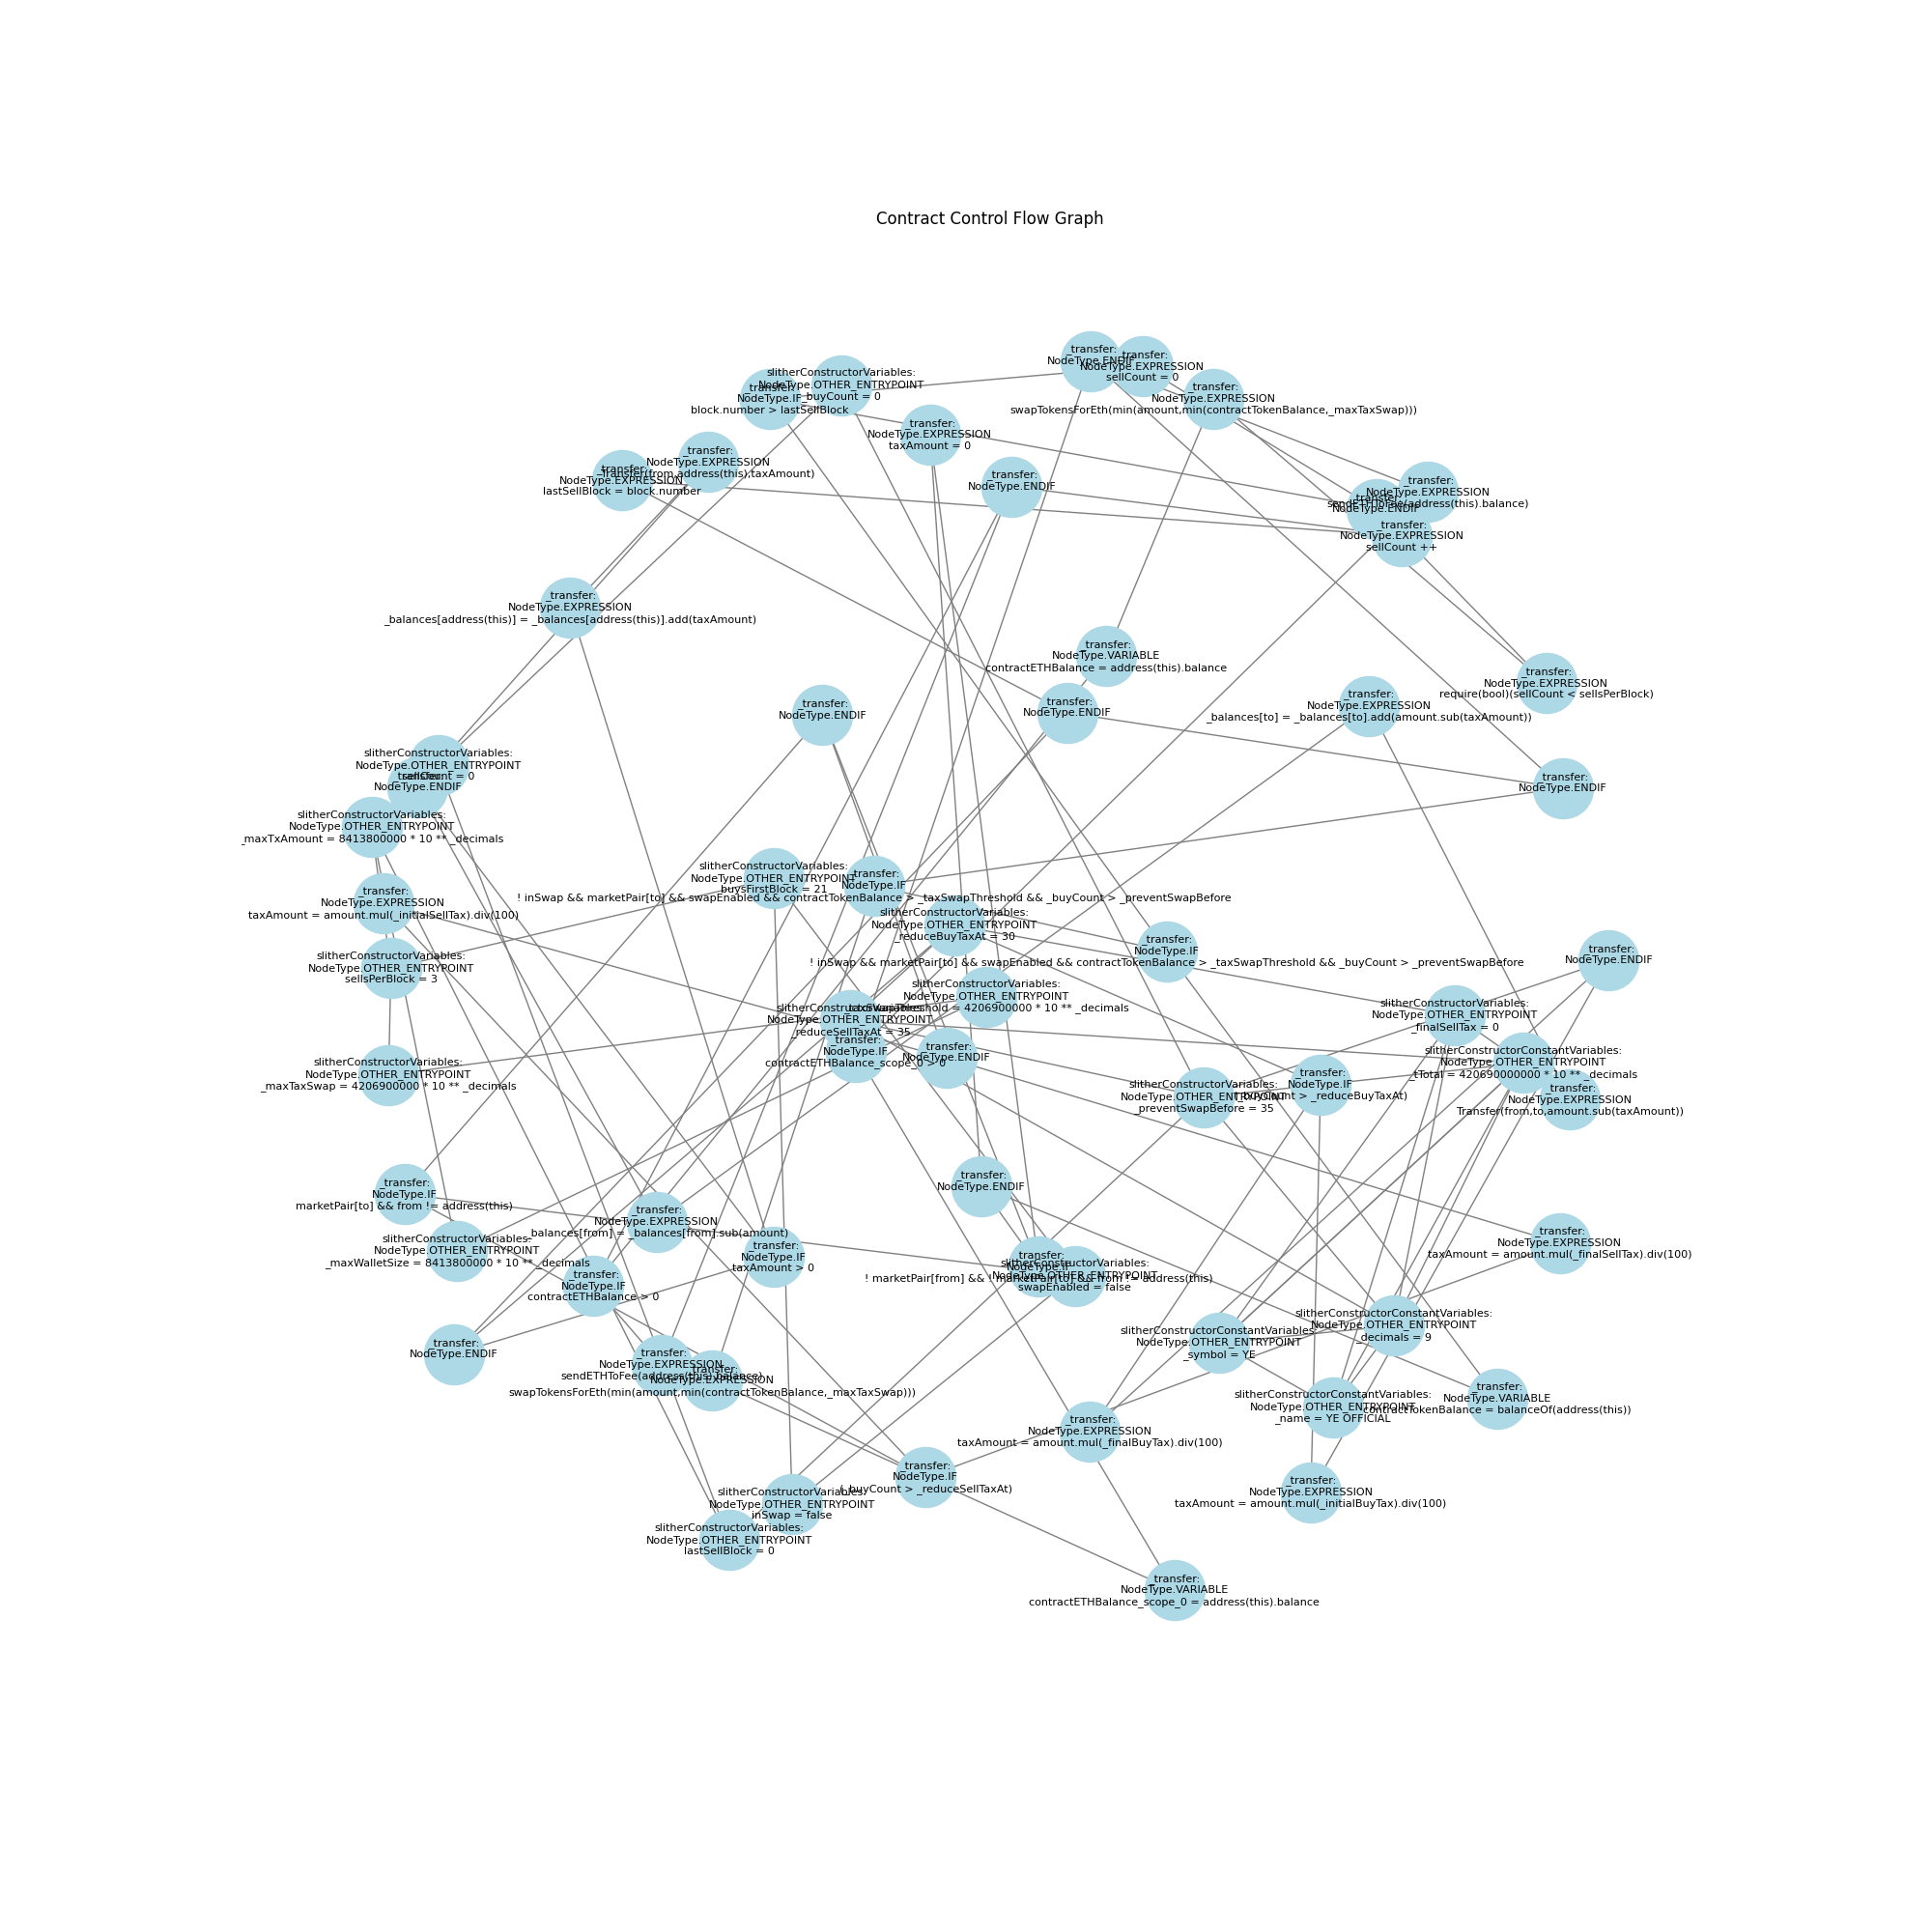 Contract Control Flow Graph
_transfer:
NodeType.ENDIF
_transfer:
NodeType.EXPRESSION
sellCount = 0
slitherConstructorVariables:
NodeType.OTHER_ENTRYPOINT
_buyCount = 0
_transfer:
NodeType.IF
block.number > lastSellBlock
_transfer:
NodeType.EXPRESSION
swapTokensForEth(min(amount,min(contractTokenBalance,_maxTaxSwap)))
_transfer:
NodeType.EXPRESSION
taxAmount = 0
_transfer:
NodeType.EXPRESSION
Transfer(from,address(this),taxAmount)
_transfer:
NodeType.EXPRESSION
lastSellBlock = block.number
_transfer:
NodeType.ENDIF
_transfer:
NodeType.EXPRESSION
sendETHToFee(address(this).balance)
_transfer:
NodeType.ENDIF
_transfer:
NodeType.EXPRESSION
sellCount ++
_transfer:
NodeType.EXPRESSION
_balances[address(this)] = _balances[address(this)].add(taxAmount)
_transfer:
NodeType.VARIABLE
contractETHBalance = address(this).balance
_transfer:
NodeType.EXPRESSION
require(bool)(sellCount < sellsPerBlock)
_transfer:
NodeType.EXPRESSION
_balances[to] = _balances[to].add(amount.sub(taxAmount))
_transfer:
NodeType.ENDIF
_transfer:
NodeType.ENDIF
slitherConstructorVariables:
NodeType.OTHER_ENTRYPOINT
sellCount = 0
_transfer:
NodeType.ENDIF
_transfer:
NodeType.ENDIF
slitherConstructorVariables:
NodeType.OTHER_ENTRYPOINT
_maxTxAmount = 8413800000 * 10 ** _decimals
slitherConstructorVariables:
NodeType.OTHER_ENTRYPOINT
buysFirstBlock = 21
_transfer:
NodeType.IF
! inSwap && marketPair[to] && swapEnabled && contractTokenBalance > _taxSwapThreshold && _buyCount > _preventSwapBefore
_transfer:
NodeType.EXPRESSION
taxAmount = amount.mul(_initialSellTax).div(100)
slitherConstructorVariables:
NodeType.OTHER_ENTRYPOINT
_reduceBuyTaxAt = 30
_transfer:
NodeType.IF
! inSwap && marketPair[to] && swapEnabled && contractTokenBalance > _taxSwapThreshold && _buyCount > _preventSwapBefore
_transfer:
NodeType.ENDIF
slitherConstructorVariables:
NodeType.OTHER_ENTRYPOINT
sellsPerBlock = 3
slitherConstructorVariables:
NodeType.OTHER_ENTRYPOINT
_taxSwapThreshold = 4206900000 * 10 ** _decimals
slitherConstructorVariables:
NodeType.OTHER_ENTRYPOINT
_finalSellTax = 0
slitherConstructorVariables:
NodeType.OTHER_ENTRYPOINT
_reduceSellTaxAt = 35
_transfer:
NodeType.IF
contractETHBalance_scope_0 > 0
_transfer:
NodeType.ENDIF
slitherConstructorConstantVariables:
NodeType.OTHER_ENTRYPOINT
_tTotal = 420690000000 * 10 ** _decimals
slitherConstructorVariables:
NodeType.OTHER_ENTRYPOINT
_maxTaxSwap = 4206900000 * 10 ** _decimals
_transfer:
NodeType.IF
(_buyCount > _reduceBuyTaxAt)
slitherConstructorVariables:
NodeType.OTHER_ENTRYPOINT
_preventSwapBefore = 35
_transfer:
NodeType.EXPRESSION
Transfer(from,to,amount.sub(taxAmount))
_transfer:
NodeType.ENDIF
_transfer:
NodeType.IF
marketPair[to] && from != address(this)
_transfer:
NodeType.EXPRESSION
_balances[from] = _balances[from].sub(amount)
slitherConstructorVariables:
NodeType.OTHER_ENTRYPOINT
_maxWalletSize = 8413800000 * 10 ** _decimals
_transfer:
NodeType.IF
taxAmount > 0
_transfer:
NodeType.EXPRESSION
taxAmount = amount.mul(_finalSellTax).div(100)
_transfer:
NodeType.IF
! marketPair[from] && ! marketPair[to] && from != address(this)
slitherConstructorVariables:
NodeType.OTHER_ENTRYPOINT
swapEnabled = false
_transfer:
NodeType.IF
contractETHBalance > 0
slitherConstructorConstantVariables:
NodeType.OTHER_ENTRYPOINT
_decimals = 9
slitherConstructorConstantVariables:
NodeType.OTHER_ENTRYPOINT
_symbol = YE
_transfer:
NodeType.ENDIF
_transfer:
NodeType.EXPRESSION
sendETHToFee(address(this).balance)
_transfer:
NodeType.EXPRESSION
swapTokensForEth(min(amount,min(contractTokenBalance,_maxTaxSwap)))
slitherConstructorConstantVariables:
NodeType.OTHER_ENTRYPOINT
_name = YE OFFICIAL
_transfer:
NodeType.VARIABLE
contractTokenBalance = balanceOf(address(this))
_transfer:
NodeType.EXPRESSION
taxAmount = amount.mul(_finalBuyTax).div(100)
_transfer:
NodeType.IF
(_buyCount > _reduceSellTaxAt)
_transfer:
NodeType.EXPRESSION
taxAmount = amount.mul(_initialBuyTax).div(100)
slitherConstructorVariables:
NodeType.OTHER_ENTRYPOINT
inSwap = false
slitherConstructorVariables:
NodeType.OTHER_ENTRYPOINT
lastSellBlock = 0
_transfer:
NodeType.VARIABLE
contractETHBalance_scope_0 = address(this).balance